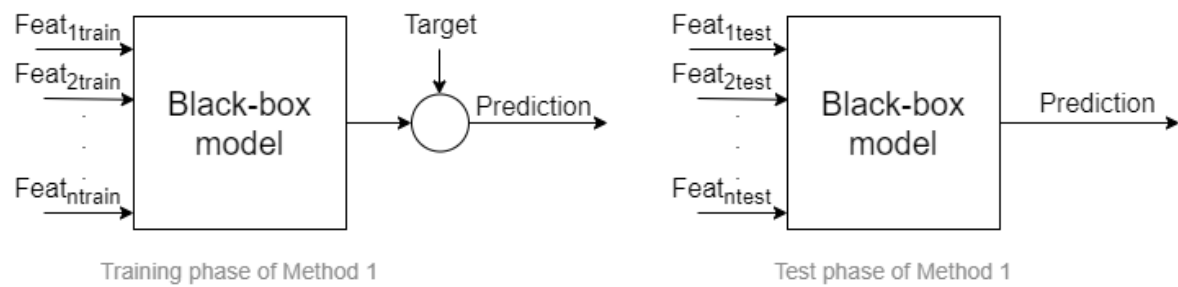 Feat1train
Feat2train
Featntrain
Black-box
model
Target
Prediction
Training phase of Method 1
Feat1test
Feat2test
Featntest
Black-box
model
Prediction
Test phase of Method 1